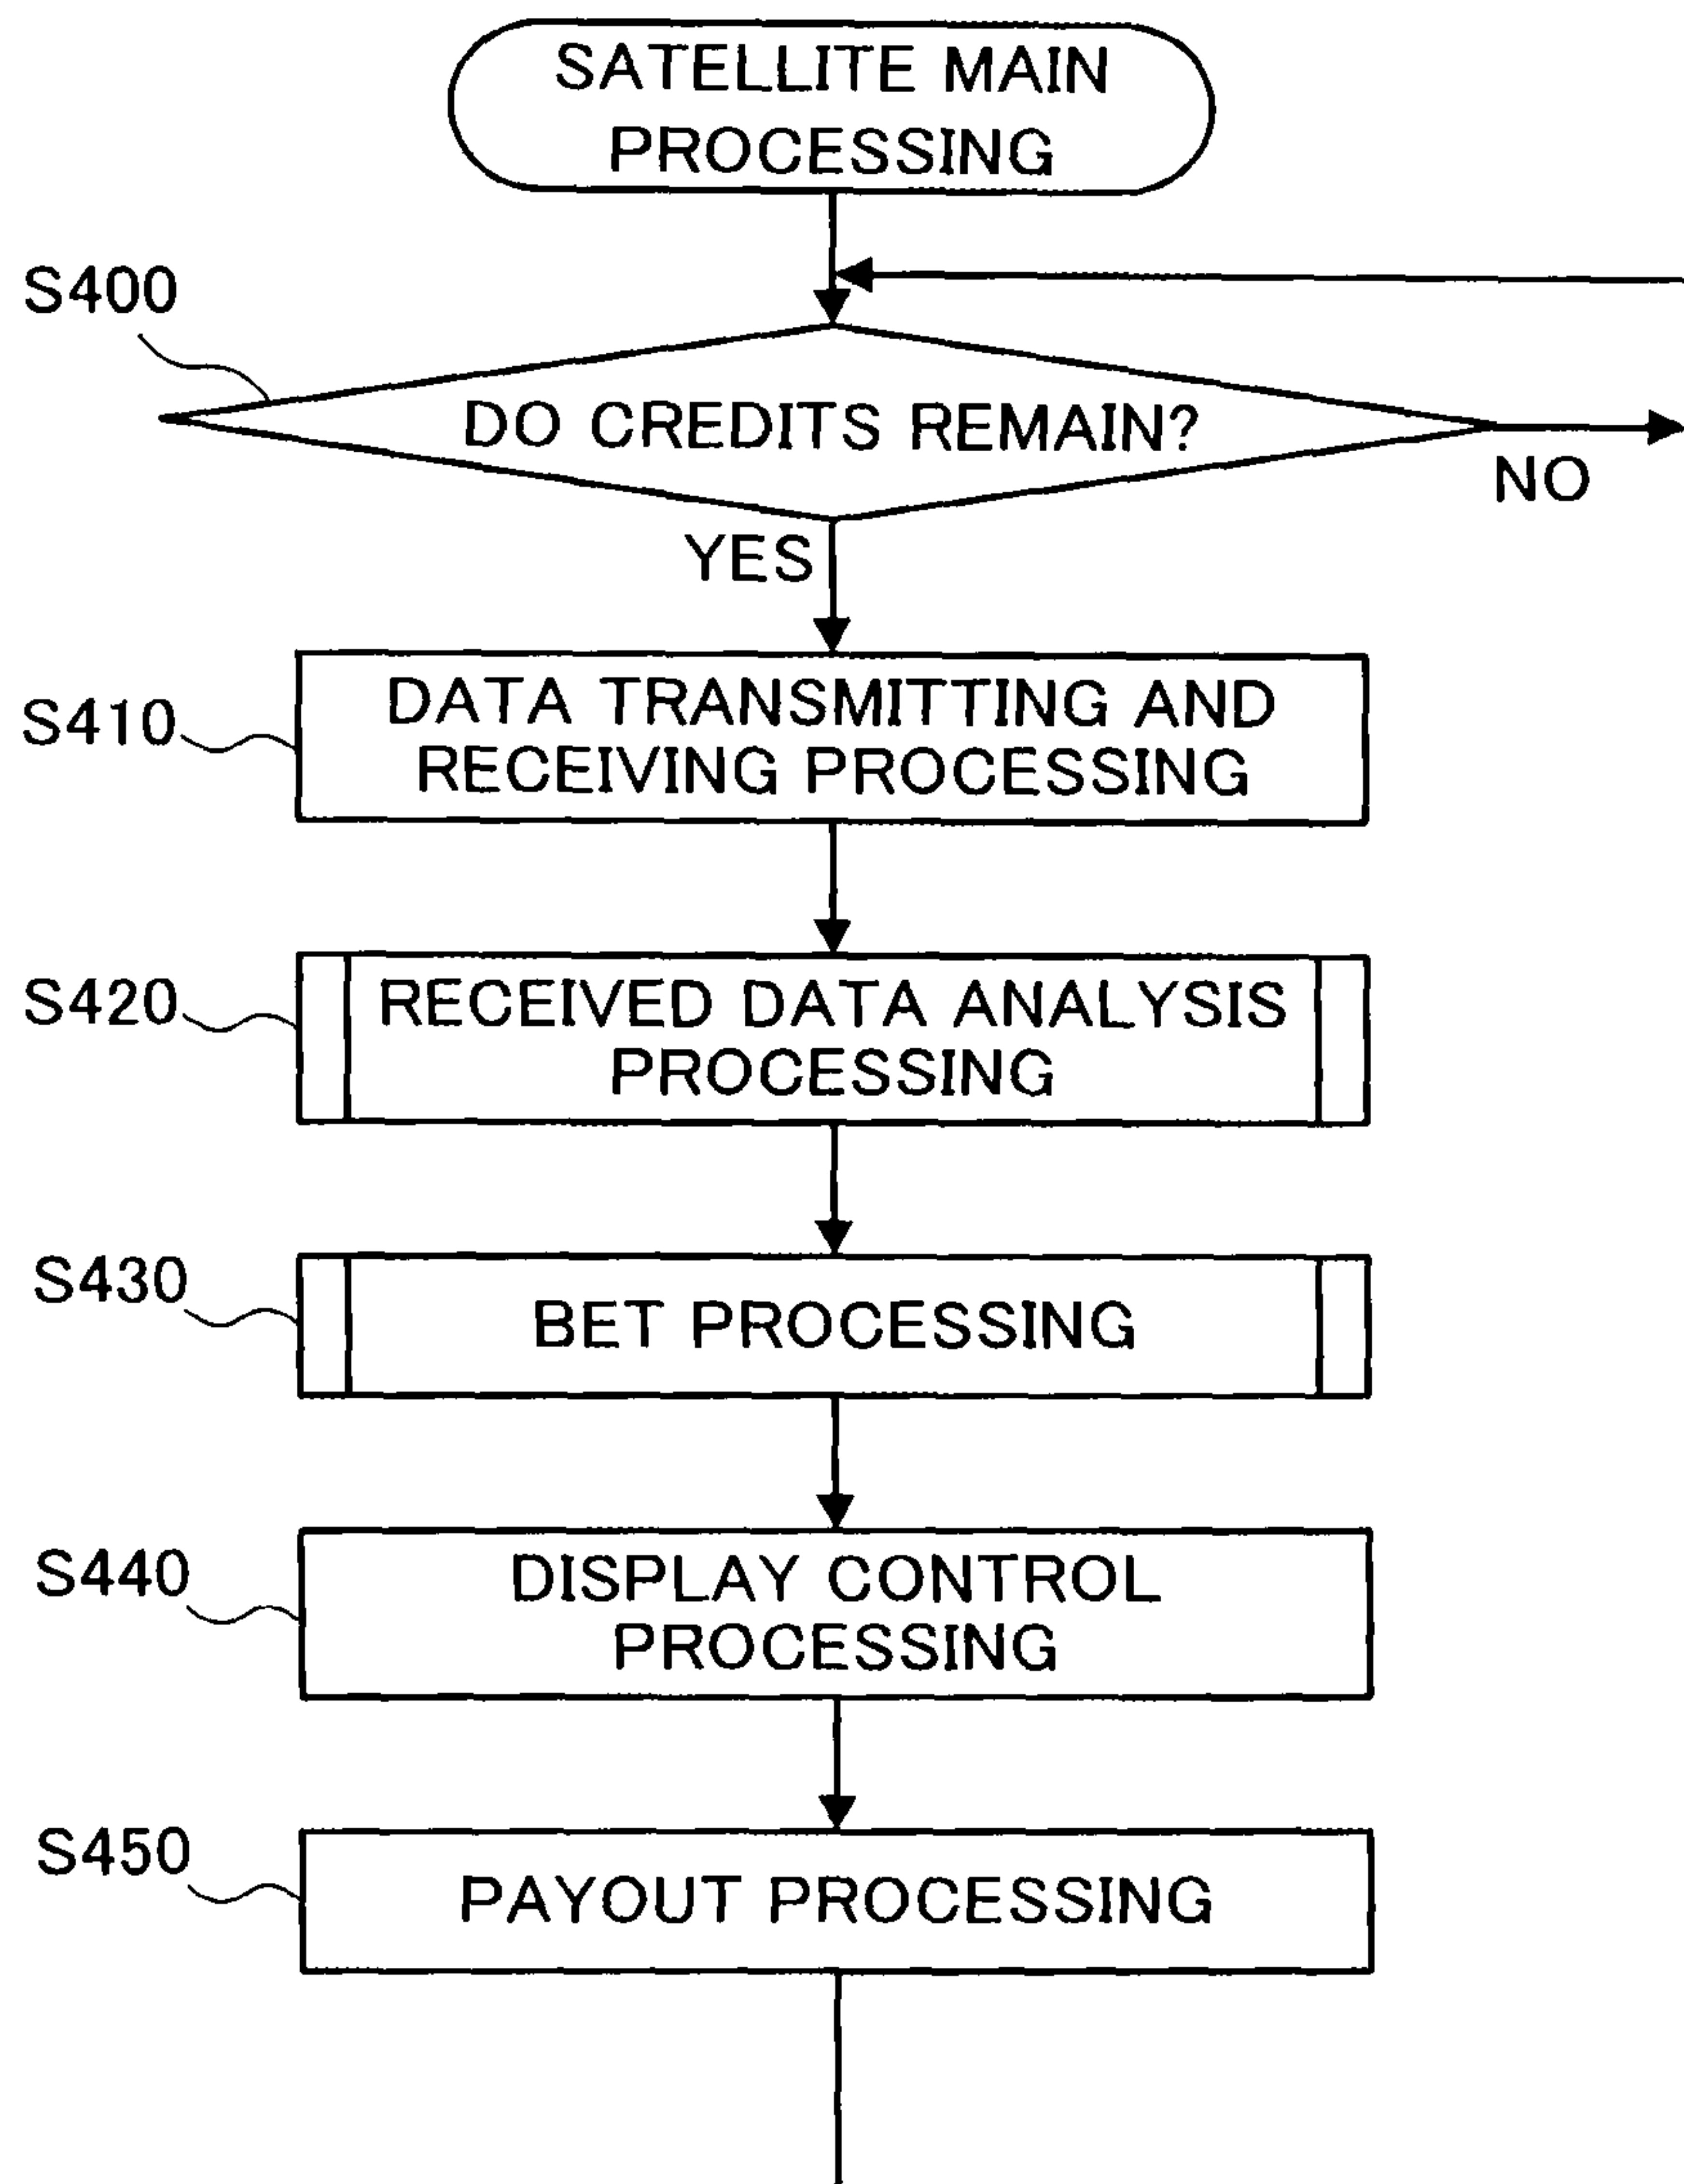 SATELLITE MAIN
PROCESSING
S400
DO CREDITS REMAIN?
NO
YES
S410
DATA TRANSMITTING AND
RECEIVING PROCESSING
S420
RECEIVED DATA ANALYSIS
PROCESSING
S430
BET PROCESSING
S440
DISPLAY CONTROL
PROCESSING
S450
PAYOUT PROCESSING